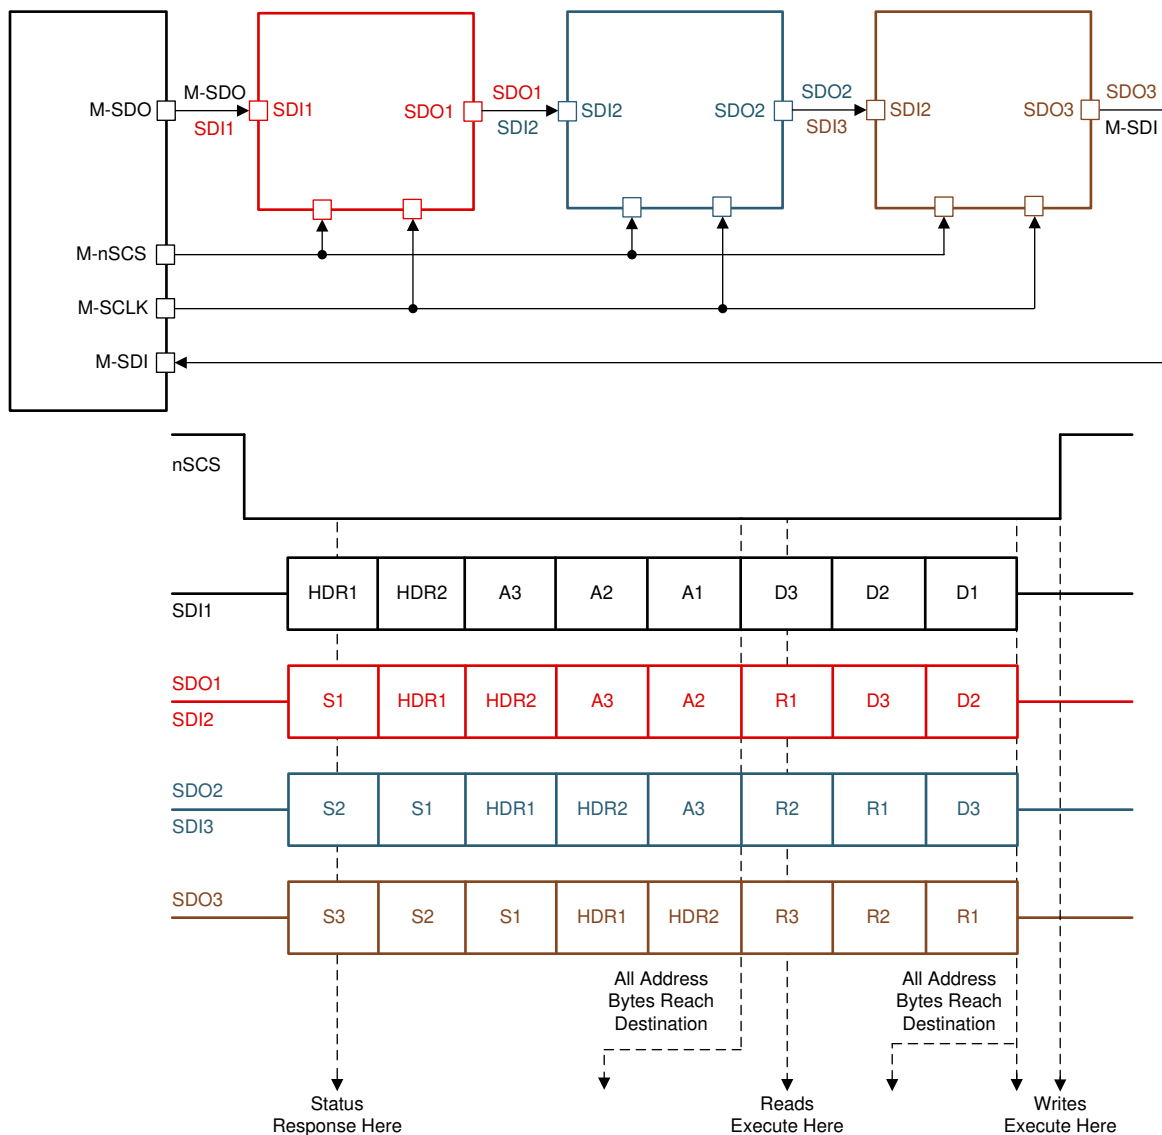 M-SDO
M-SDO
SDI1
SDI1
SDO1
SDO1
SDI2
SDI2
SDO2
SDO2
SDI3
SDI2
SDO3
SDO3
M-SDI
M-nSCS
M-SCLK
M-SDI
nSCS
SDI1
HDR1 HDR2 A3 A2 A1 D3 D2 D1
SDO1
SDI2
S1 HDR1 HDR2 A3 A2 R1 D3 D2
SDO2
SDI3
S2 S1 HDR1 HDR2 A3 R2 R1 D3
SDO3
S3 S2 S1 HDR1 HDR2 R3 R2 R1
All Address
Bytes Reach
Destination
All Address
Bytes Reach
Destination
Status
Response Here
Reads
Execute Here
Writes
Execute Here